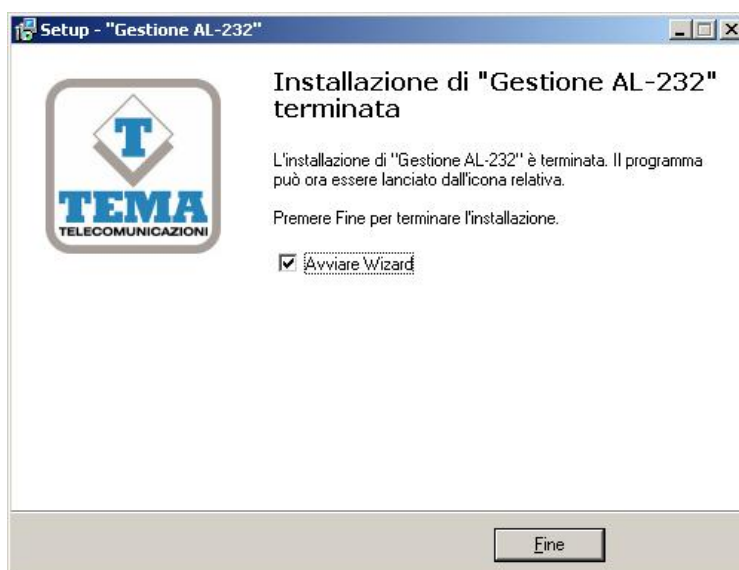 Setup - "Gestione AL-232"
Installazione di "Gestione AL-232"
terminata
L'installazione di "Gestione AL-232" è terminata. Il programma
può ora essere lanciato dall'icona relativa.
Premere Fine per terminare l'installazione.
Avviare Wizard
T
TEMA
TELECOMUNICAZIONI
Fine